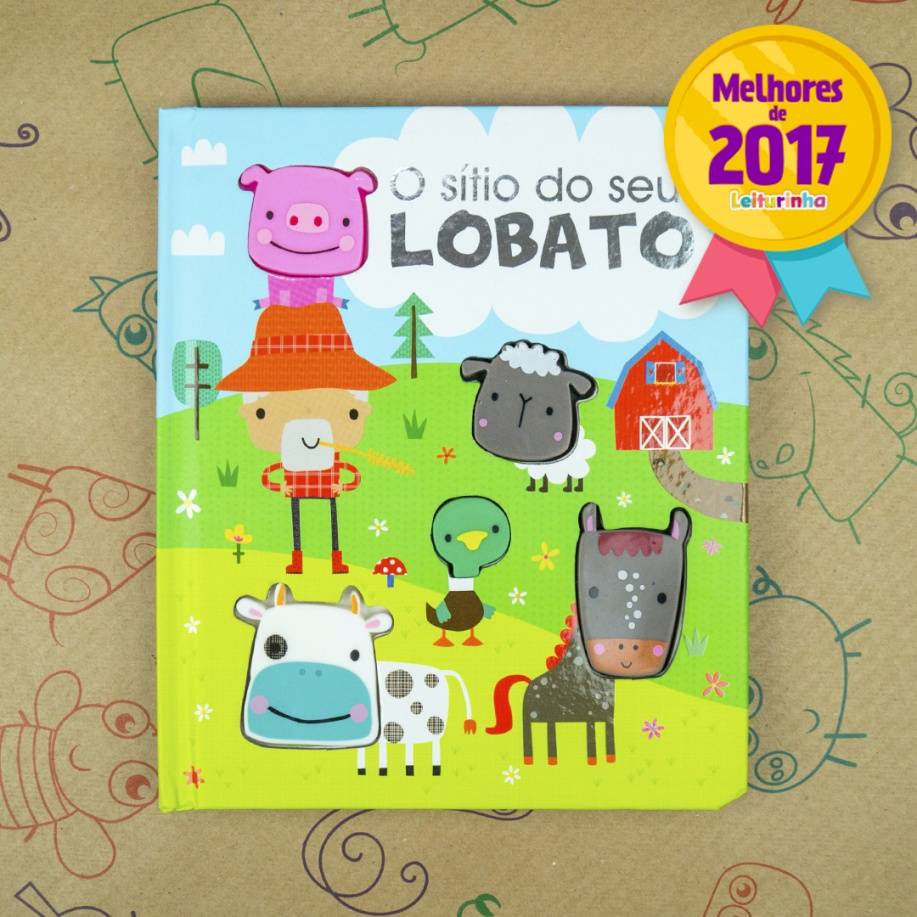 O sítio do seu
LOBATO
Melhores
de
2017
Leiturinha